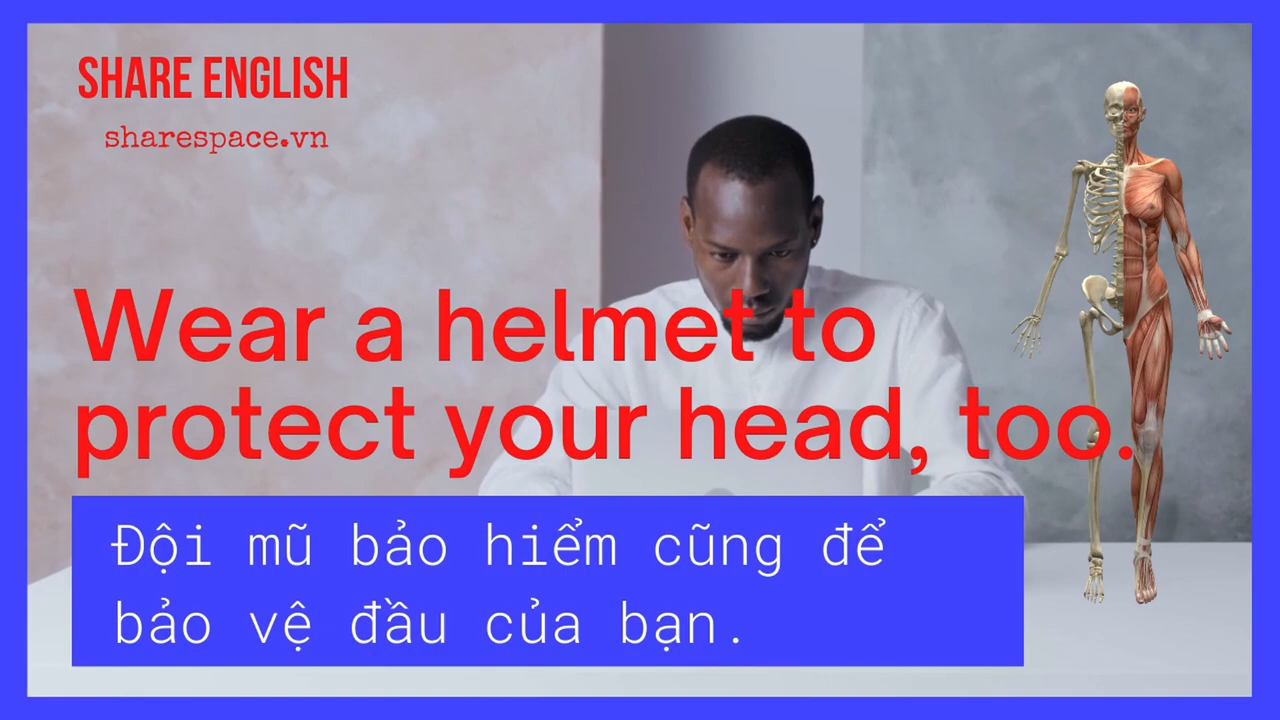 SHARE ENGLISH
sharespace.vn
Wear a helmet to
protect your head, too.
Đội mũ bảo hiểm cũng để
bảo vệ đầu của bạn.